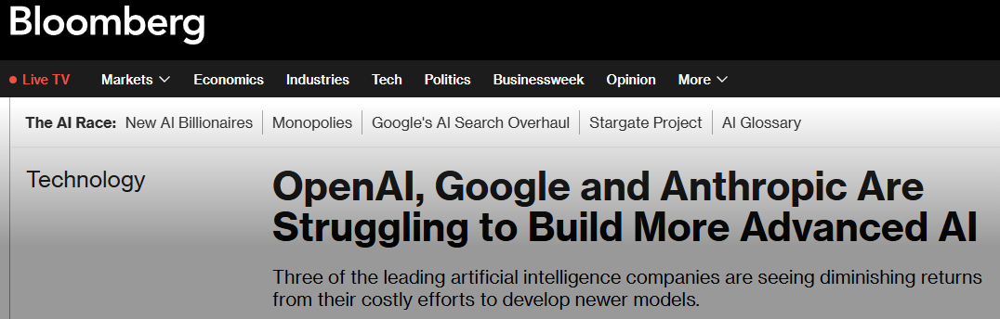 Bloomberg
Live TV Markets Economics Industries Tech Politics Businessweek Opinion More
The AI Race: New AI Billionaires Monopolies Google's AI Search Overhaul Stargate Project AI Glossary
Technology
OpenAI, Google and Anthropic Are
Struggling to Build More Advanced AI
Three of the leading artificial intelligence companies are seeing diminishing returns
from their costly efforts to develop newer models.